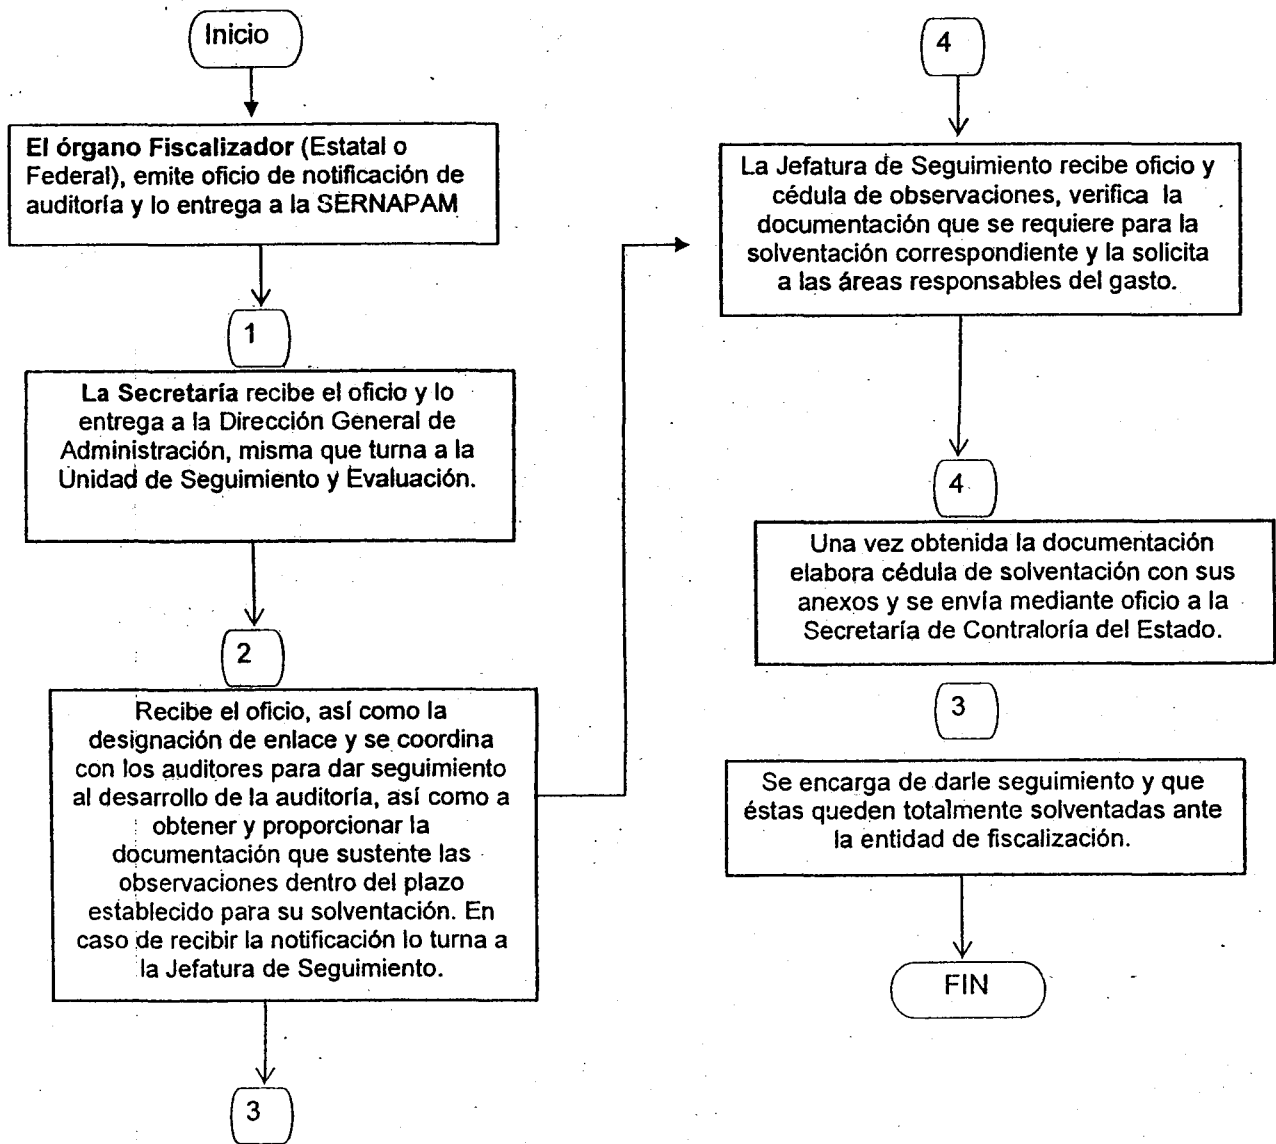 Inicio
El órgano Fiscalizador (Estatal o
Federal), emite oficio de notificación de
auditoría y lo entrega a la SERNAPAM
1
La Secretaría recibe el oficio y lo
entrega a la Dirección General de
Administración, misma que turna a la
Unidad de Seguimiento y Evaluación.
2
Recibe el oficio, así como la
designación de enlace y se coordina
con los auditores para dar seguimiento
al desarrollo de la auditoría, así como a
obtener y proporcionar la
documentación que sustente las
observaciones dentro del plazo
establecido para su solventación. En
caso de recibir la notificación lo turna a
la Jefatura de Seguimiento.
3
4
La Jefatura de Seguimiento recibe oficio y
cédula de observaciones, verifica la
documentación que se requiere para la
solventación correspondiente y la solicita
a las áreas responsables del gasto.
4
Una vez obtenida la documentación
elabora cédula de solventación con sus
anexos y se envía mediante oficio a la
Secretaría de Contraloría del Estado.
3
Se encarga de darle seguimiento y que
éstas queden totalmente solventadas ante
la entidad de fiscalización.
FIN